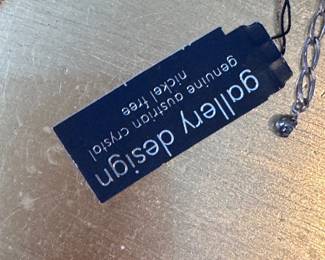 gallery design
genuine austrian crystal
nickel free